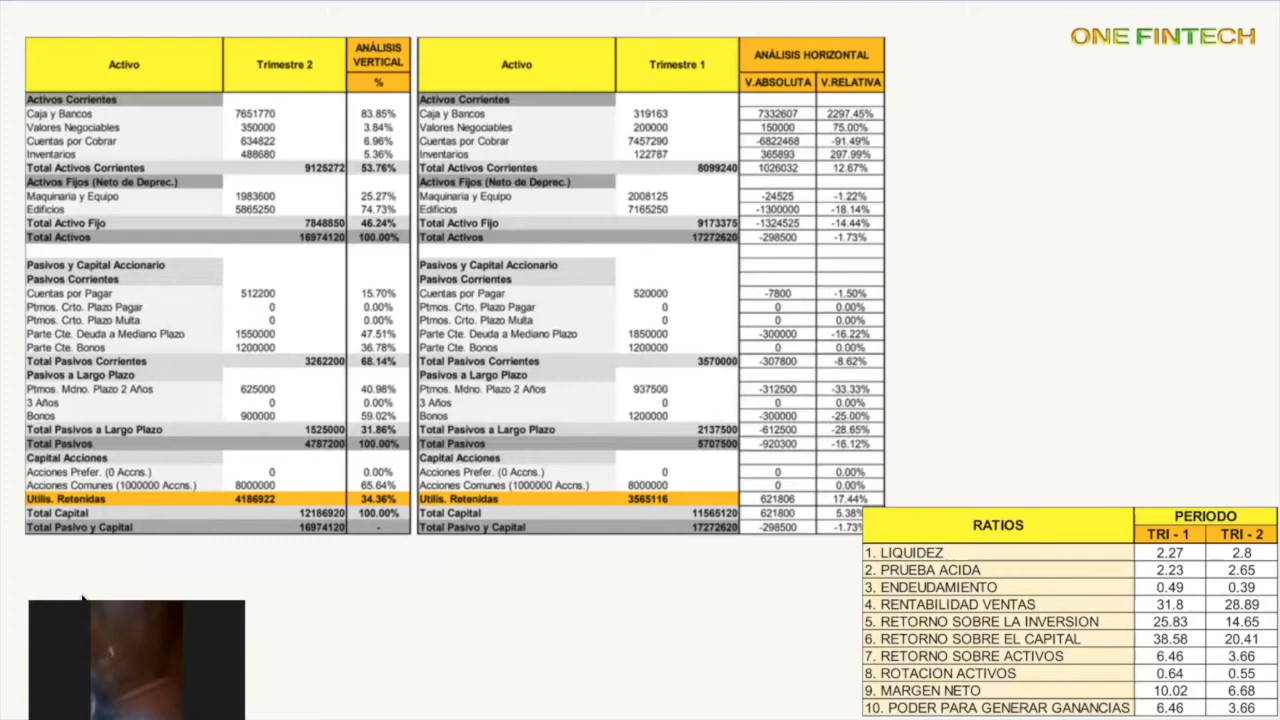 ONE FINTECH
Activo Trimestre 2 ANÁLISIS VERTICAL %
Activos Corrientes
Caja y Bancos 7651770 83.85%
Valores Negociables 350000 3.84%
Cuentas por Cobrar 634822 6.96%
Inventarios 488680 5.36%
Total Activos Corrientes 9125272 53.76%
Activos Fijos (Neto de Deprec.)
Maquinaria y Equipo 1983600 25.27%
Edificios 5865250 74.73%
Total Activo Fijo 7848850 46.24%
Total Activos 16974120 100.00%
Pasivos y Capital Accionario
Pasivos Corrientes
Cuentas por Pagar 512200 15.70%
Ptmos. Crto. Plazo Pagar 0 0.00%
Ptmos. Crto. Plazo Multa 0 0.00%
Parte Cte. Deuda a Mediano Plazo 1550000 47.51%
Parte Cte. Bonos 1200000 36.78%
Total Pasivos Corrientes 3262200 68.14%
Pasivos a Largo Plazo
Ptmos. Mdno. Plazo 2 Años 625000 40.98%
3 Años 0 0.00%
Bonos 900000 59.02%
Total Pasivos a Largo Plazo 1525000 31.86%
Total Pasivos 4787200 100.00%
Capital Acciones
Acciones Prefer. (0 Accns.) 0 0.00%
Acciones Comunes (1000000 Accns.) 8000000 65.64%
Utilis. Retenidas 4186922 34.36%
Total Capital 12186920 100.00%
Total Pasivo y Capital 16974120 -
Activo Trimestre 1 ANÁLISIS HORIZONTAL
V.ABSOLUTA V.RELATIVA
Activos Corrientes
Caja y Bancos 319163 7332607 2297.45%
Valores Negociables 200000 150000 75.00%
Cuentas por Cobrar 7457290 -6822468 -91.49%
Inventarios 122787 365893 297.99%
Total Activos Corrientes 8099240 1026032 12.67%
Activos Fijos (Neto de Deprec.)
Maquinaria y Equipo 2008125 -24525 -1.22%
Edificios 7165250 -1300000 -18.14%
Total Activo Fijo 9173375 -1324525 -14.44%
Total Activos 17272620 -298500 -1.73%
Pasivos y Capital Accionario
Pasivos Corrientes
Cuentas por Pagar 520000 -7800 -1.50%
Ptmos. Crto. Plazo Pagar 0 0 0.00%
Ptmos. Crto. Plazo Multa 0 0 0.00%
Parte Cte. Deuda a Mediano Plazo 1850000 -300000 -16.22%
Parte Cte. Bonos 1200000 0 0.00%
Total Pasivos Corrientes 3570000 -307800 -8.62%
Pasivos a Largo Plazo
Ptmos. Mdno. Plazo 2 Años 937500 -312500 -33.33%
3 Años 0 0 0.00%
Bonos 1200000 -300000 -25.00%
Total Pasivos a Largo Plazo 2137500 -612500 -28.65%
Total Pasivos 5707500 -920300 -16.12%
Capital Acciones
Acciones Prefer. (0 Accns.) 0 0 0.00%
Acciones Comunes (1000000 Accns.) 8000000 0 0.00%
Utilis. Retenidas 3565116 621806 17.44%
Total Capital 11565120 621800 5.38%
Total Pasivo y Capital 17272620 -298500 -1.73%
RATIOS PERIODO
TRI - 1 TRI - 2
1. LIQUIDEZ 2.27 2.8
2. PRUEBA ACIDA 2.23 2.65
3. ENDEUDAMIENTO 0.49 0.39
4. RENTABILIDAD VENTAS 31.8 28.89
5. RETORNO SOBRE LA INVERSION 25.83 14.65
6. RETORNO SOBRE EL CAPITAL 38.58 20.41
7. RETORNO SOBRE ACTIVOS 6.46 3.66
8. ROTACION ACTIVOS 0.64 0.55
9. MARGEN NETO 10.02 6.68
10. PODER PARA GENERAR GANANCIAS 6.46 3.66